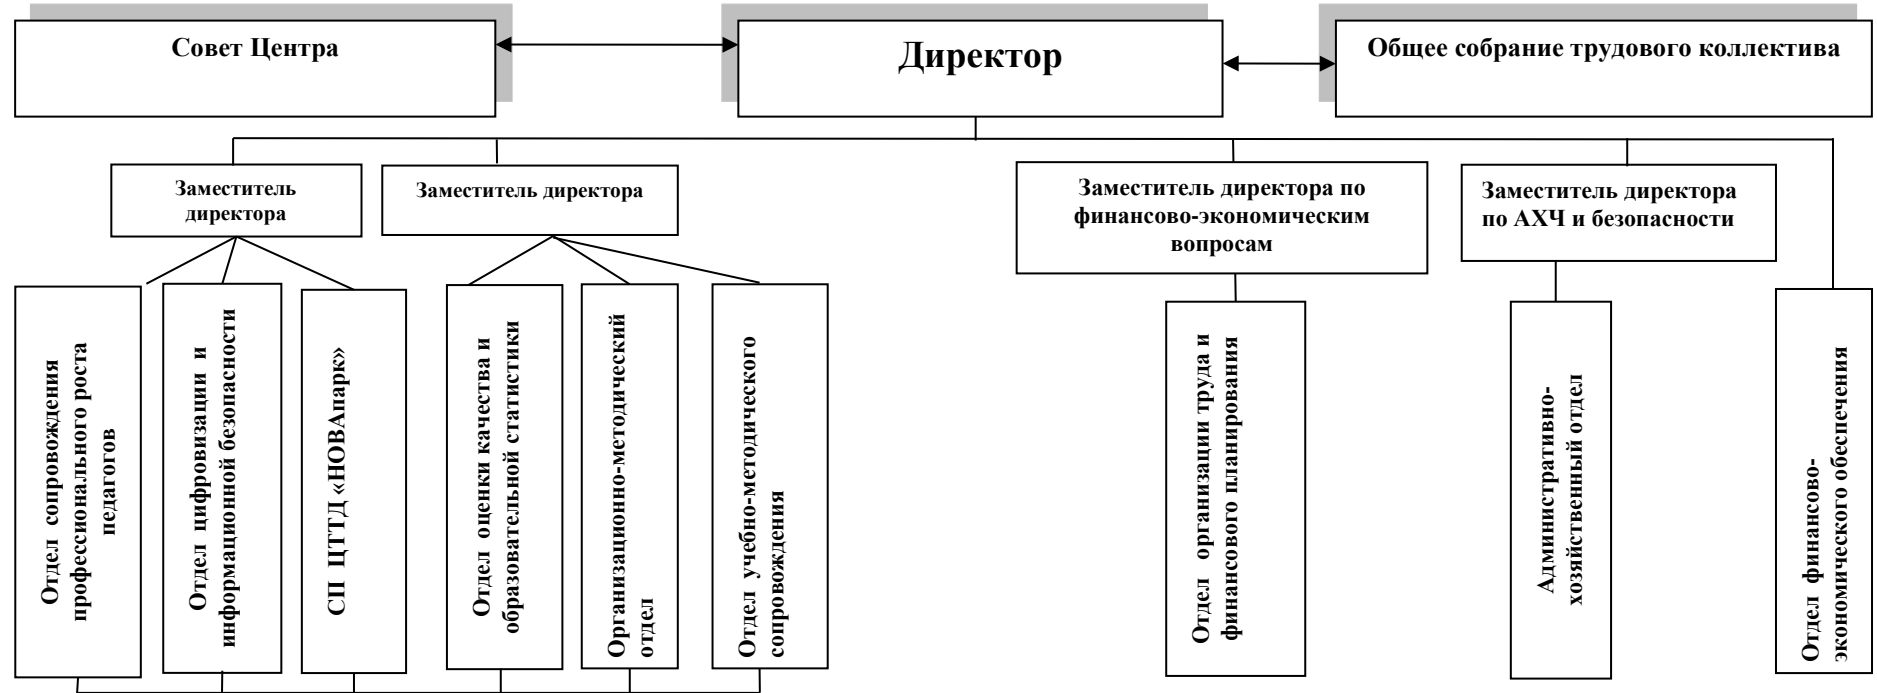 Совет Центра
Директор
Общее собрание трудового коллектива
Заместитель
директора
Заместитель директора
Заместитель директора по
финансово-экономическим
вопросам
Заместитель директора
по АХЧ и безопасности
Отдел сопровождения
профессионального роста
педагогов
Отдел цифровизации и
информационной безопасности
СП ЦТТД «НОВАпарк»
Отдел оценки качества и
образовательной статистики
Организационно-методический
отдел
Отдел учебно-методического
сопровождения
Отдел организации труда и
финансового планирования
Административно-
хозяйственный отдел
Отдел финансово-
экономического обеспечения